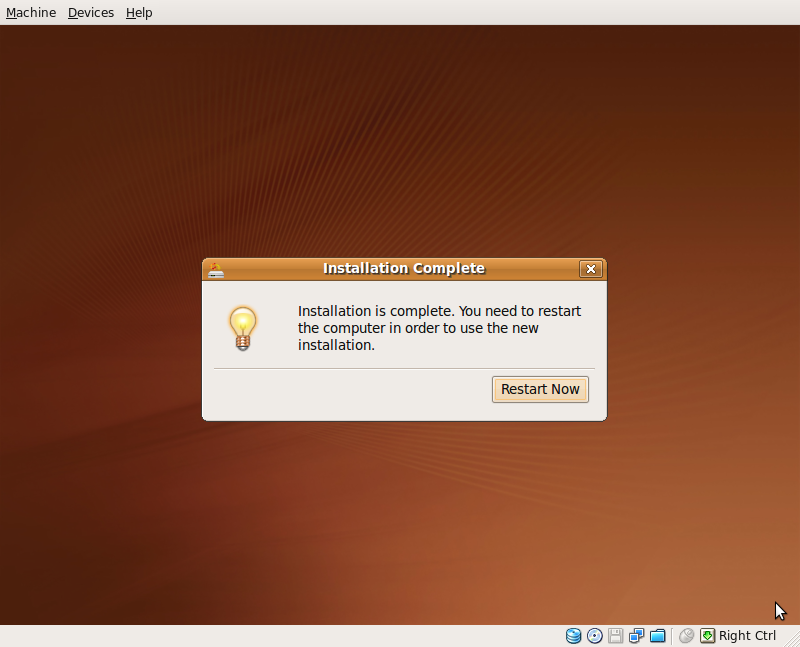 Machine Devices Help
Installation Complete
Installation is complete. You need to restart
the computer in order to use the new
installation.
Restart Now
Right Ctrl